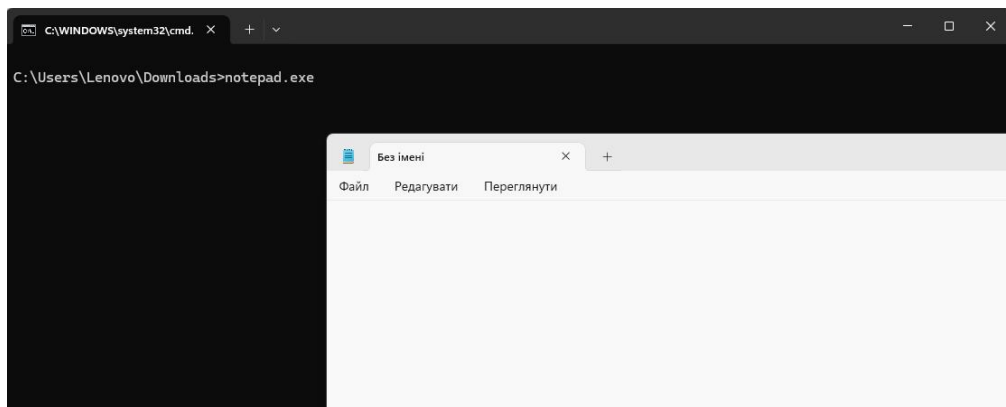 C:\WINDOWS\system32\cmd.
C:\Users\Lenovo\Downloads>notepad.exe
Без імені
Файл Редагувати Переглянути